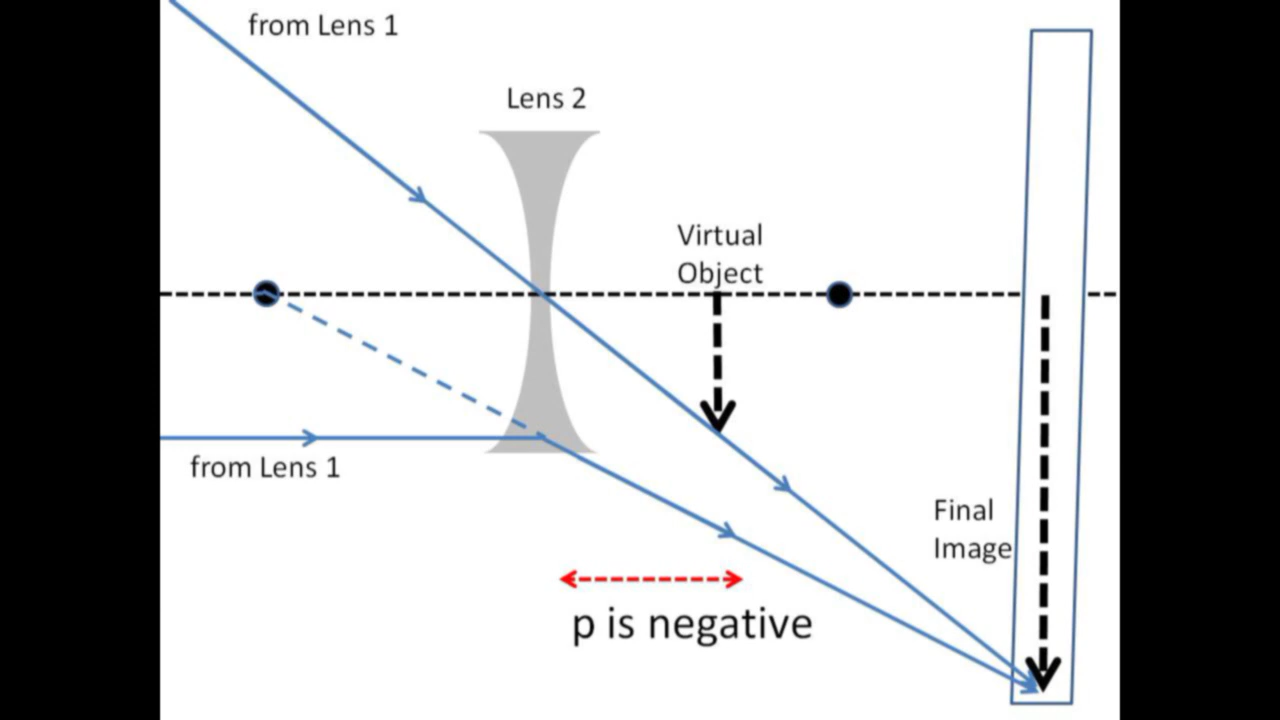 from Lens 1
Lens 2
Virtual
Object
from Lens 1
Final
Image
p is negative